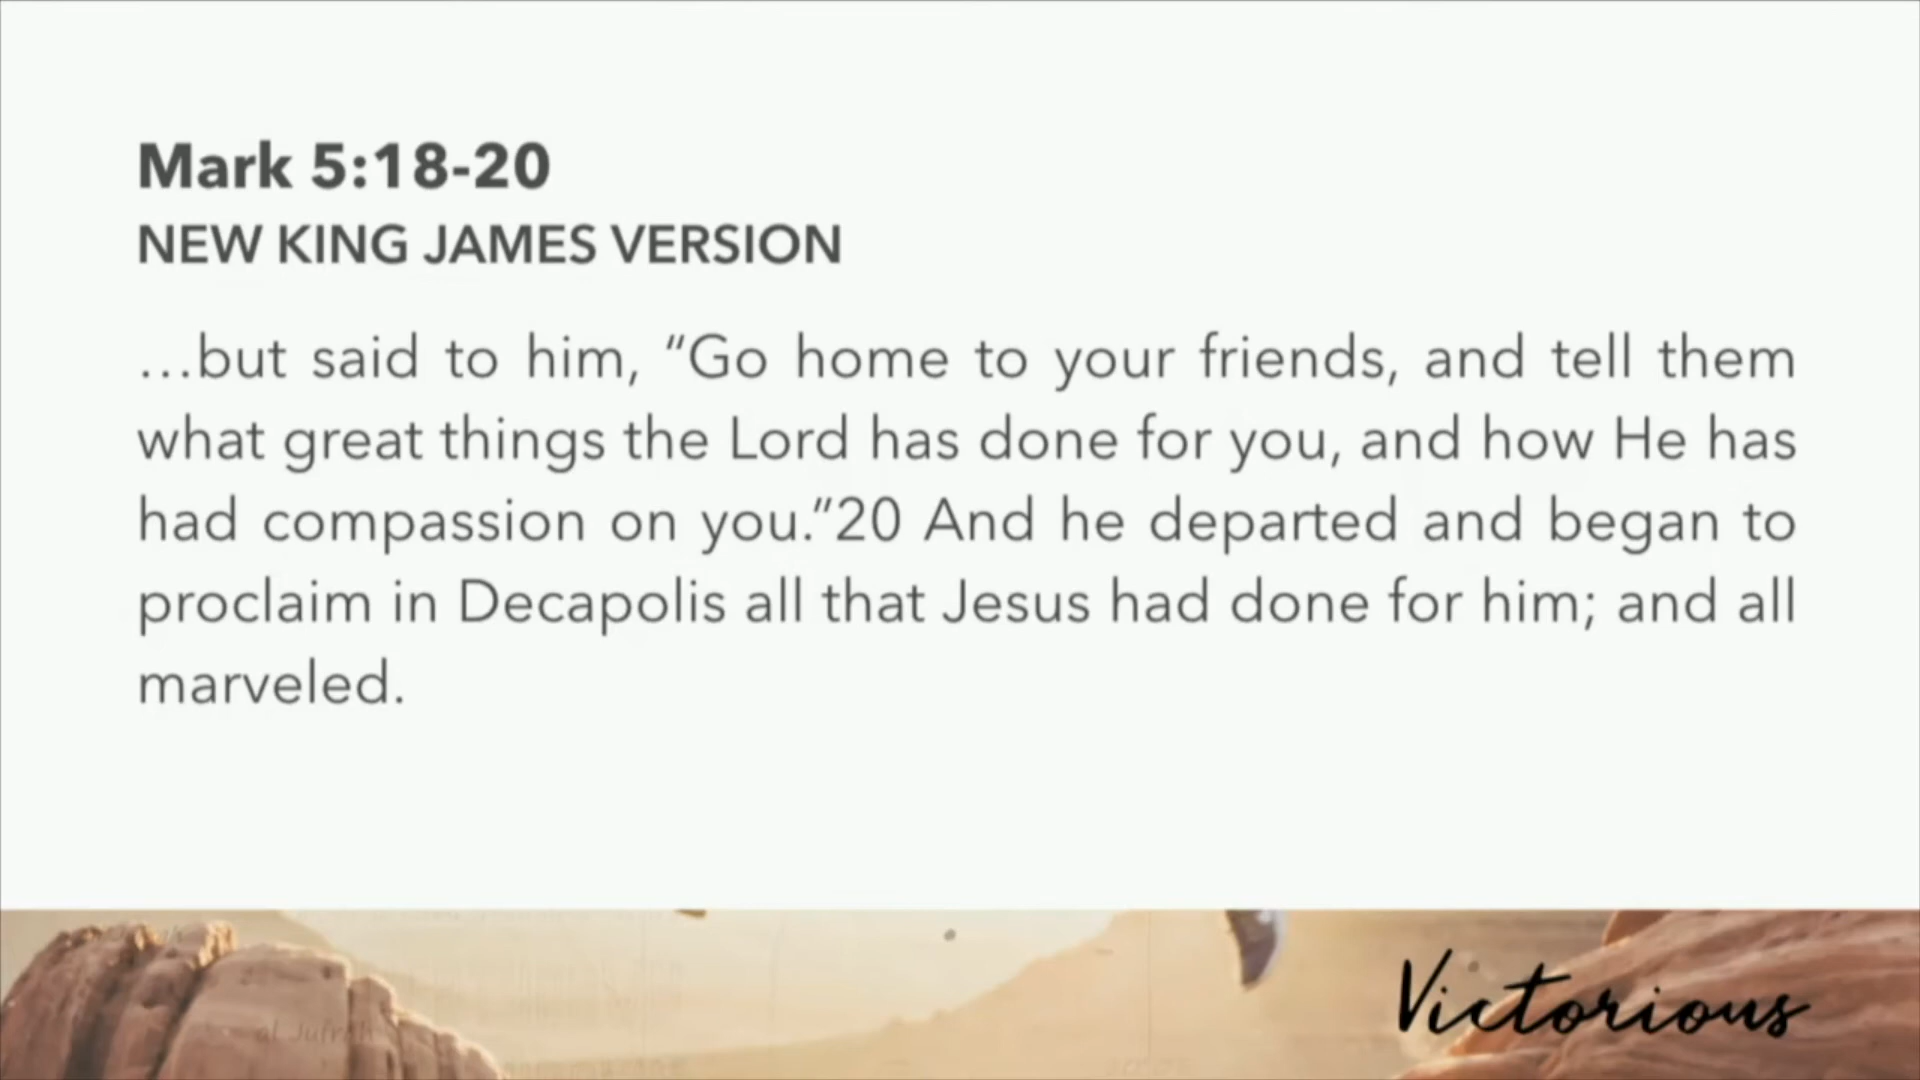 Mark 5:18-20
NEW KING JAMES VERSION
…but said to him, “Go home to your friends, and tell them
what great things the Lord has done for you, and how He has
had compassion on you.”20 And he departed and began to
proclaim in Decapolis all that Jesus had done for him; and all
marveled.
al Jufrah
Victorious